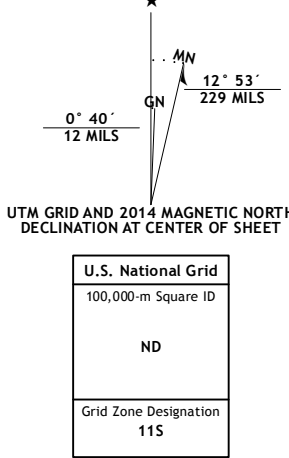 MN
GN
12° 53´
229 MILS
0° 40´
12 MILS
UTM GRID AND 2014 MAGNETIC NORTH
DECLINATION AT CENTER OF SHEET
U.S. National Grid
100,000-m Square ID
ND
Grid Zone Designation
11S